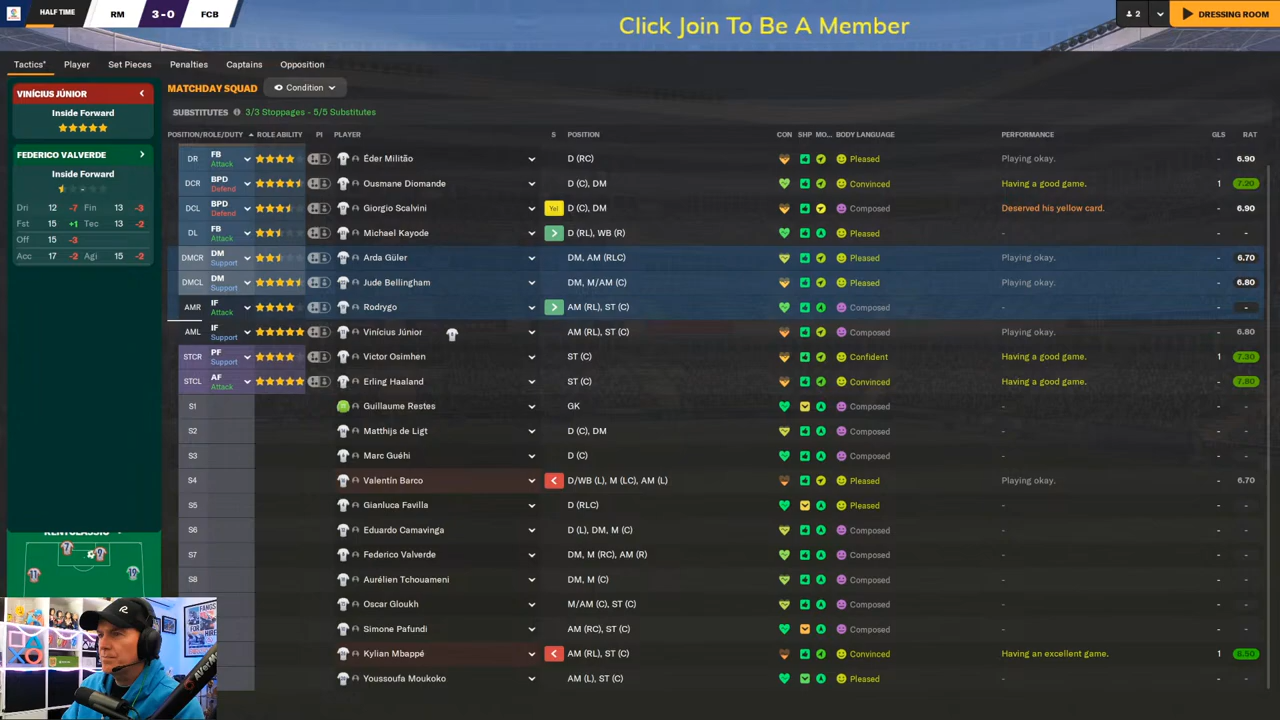 HALF TIME RM 3 - 0 FCB
Click Join To Be A Member
2 DRESSING ROOM
Tactics* Player Set Pieces Penalties Captains Opposition
VINÍCIUS JÚNIOR
Inside Forward
FEDERICO VALVERDE
Inside Forward
Dri 12 -7 Fin 13 -3
Fst 15 +1 Tec 13 -2
Off 15 -3
Acc 17 -2 Agi 15 -2
MATCHDAY SQUAD Condition
SUBSTITUTES 3/3 Stoppages - 5/5 Substitutes
POSITION/ROLE/DUTY ROLE ABILITY PI PLAYER S POSITION CON SHP MO... BODY LANGUAGE PERFORMANCE GLS RAT
DR FB Attack Éder Militão D (RC) Pleased Playing okay. - 6.90
DCR BPD Defend Ousmane Diomande D (C), DM Convinced Having a good game. 1 7.20
DCL BPD Defend Giorgio Scalvini Yel D (C), DM Composed Deserved his yellow card. - 6.90
DL FB Attack Michael Kayode D (RL), WB (R) Pleased - - -
DMCR DM Support Arda Güler DM, AM (RLC) Pleased Playing okay. - 6.70
DMCL DM Support Jude Bellingham DM, M/AM (C) Pleased Playing okay. - 6.80
AMR IF Attack Rodrygo AM (RL), ST (C) Composed - - -
AML IF Support Vinícius Júnior AM (RL), ST (C) Composed Playing okay. - 6.80
STCR PF Support Victor Osimhen ST (C) Confident Having a good game. 1 7.30
STCL AF Attack Erling Haaland ST (C) Convinced Having a good game. - 7.80
S1 Guillaume Restes GK Composed - - -
S2 Matthijs de Ligt D (C), DM Composed - - -
S3 Marc Guéhi D (C) Composed - - -
S4 Valentín Barco D/WB (L), M (LC), AM (L) Pleased Playing okay. - 6.70
S5 Gianluca Favilla D (RLC) Pleased - - -
S6 Eduardo Camavinga D (L), DM, M (C) Composed - - -
S7 Federico Valverde DM, M (RC), AM (R) Composed - - -
S8 Aurélien Tchouameni DM, M (C) Composed - - -
Oscar Gloukh M/AM (C), ST (C) Composed - - -
Simone Pafundi AM (RC), ST (C) Composed - - -
Kylian Mbappé AM (RL), ST (C) Convinced Having an excellent game. 1 8.50
Youssoufa Moukoko AM (L), ST (C) Pleased - - -
7 9
11 19
FANGS
FOR
HIRE